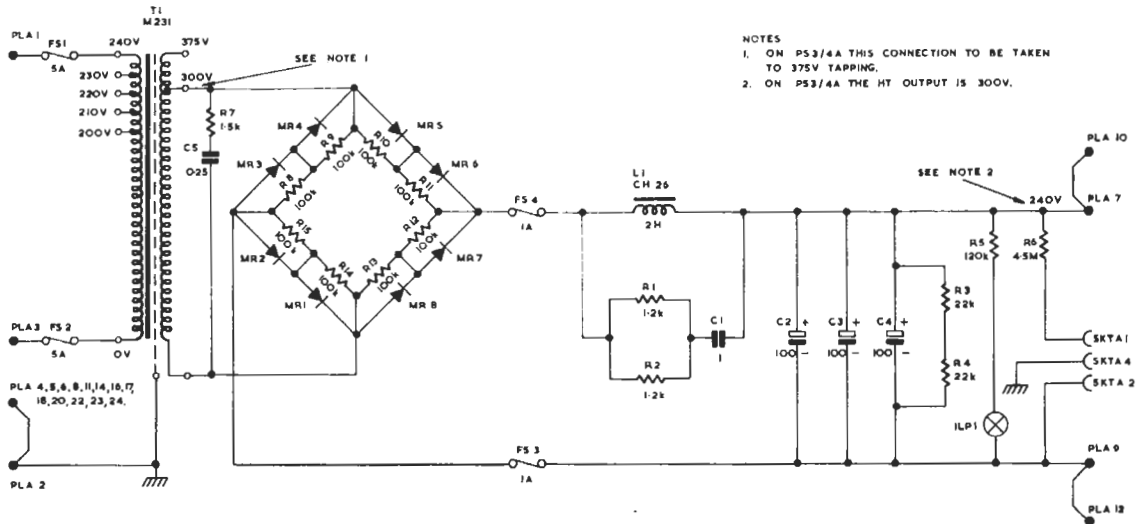 T1
M231
PLA 1
FS1
5A
240V
230V
220V
210V
200V
375V
300V
SEE NOTE 1
R7
1·5k
C5
·025
MR4
MR3
MR5
MR6
R9
100k
R8
100k
R10
100k
R11
100k
R15
100k
R14
100k
R12
100k
R13
100k
MR2
MR1
MR7
MR8
NOTES
1. ON PS3/4A THIS CONNECTION TO BE TAKEN
TO 375V TAPPING.
2. ON PS3/4A THE HT OUTPUT IS 300V.
FS4
1A
L1
CH 26
2H
R1
1·2k
R2
1·2k
C1
1
C2
+
100
-
C3
+
100
-
C4
+
100
-
R3
22k
R4
22k
SEE NOTE 2
240V
R5
120k
R6
4·5M
PLA 10
PLA 7
SKTA 1
SKTA 4
SKTA 2
ILP1
PLA 9
PLA 12
PLA3
FS2
5A
0V
PLA 4,5,6,8,11,14,16,17,
18,20,22,23,24.
PLA 2
FS3
1A